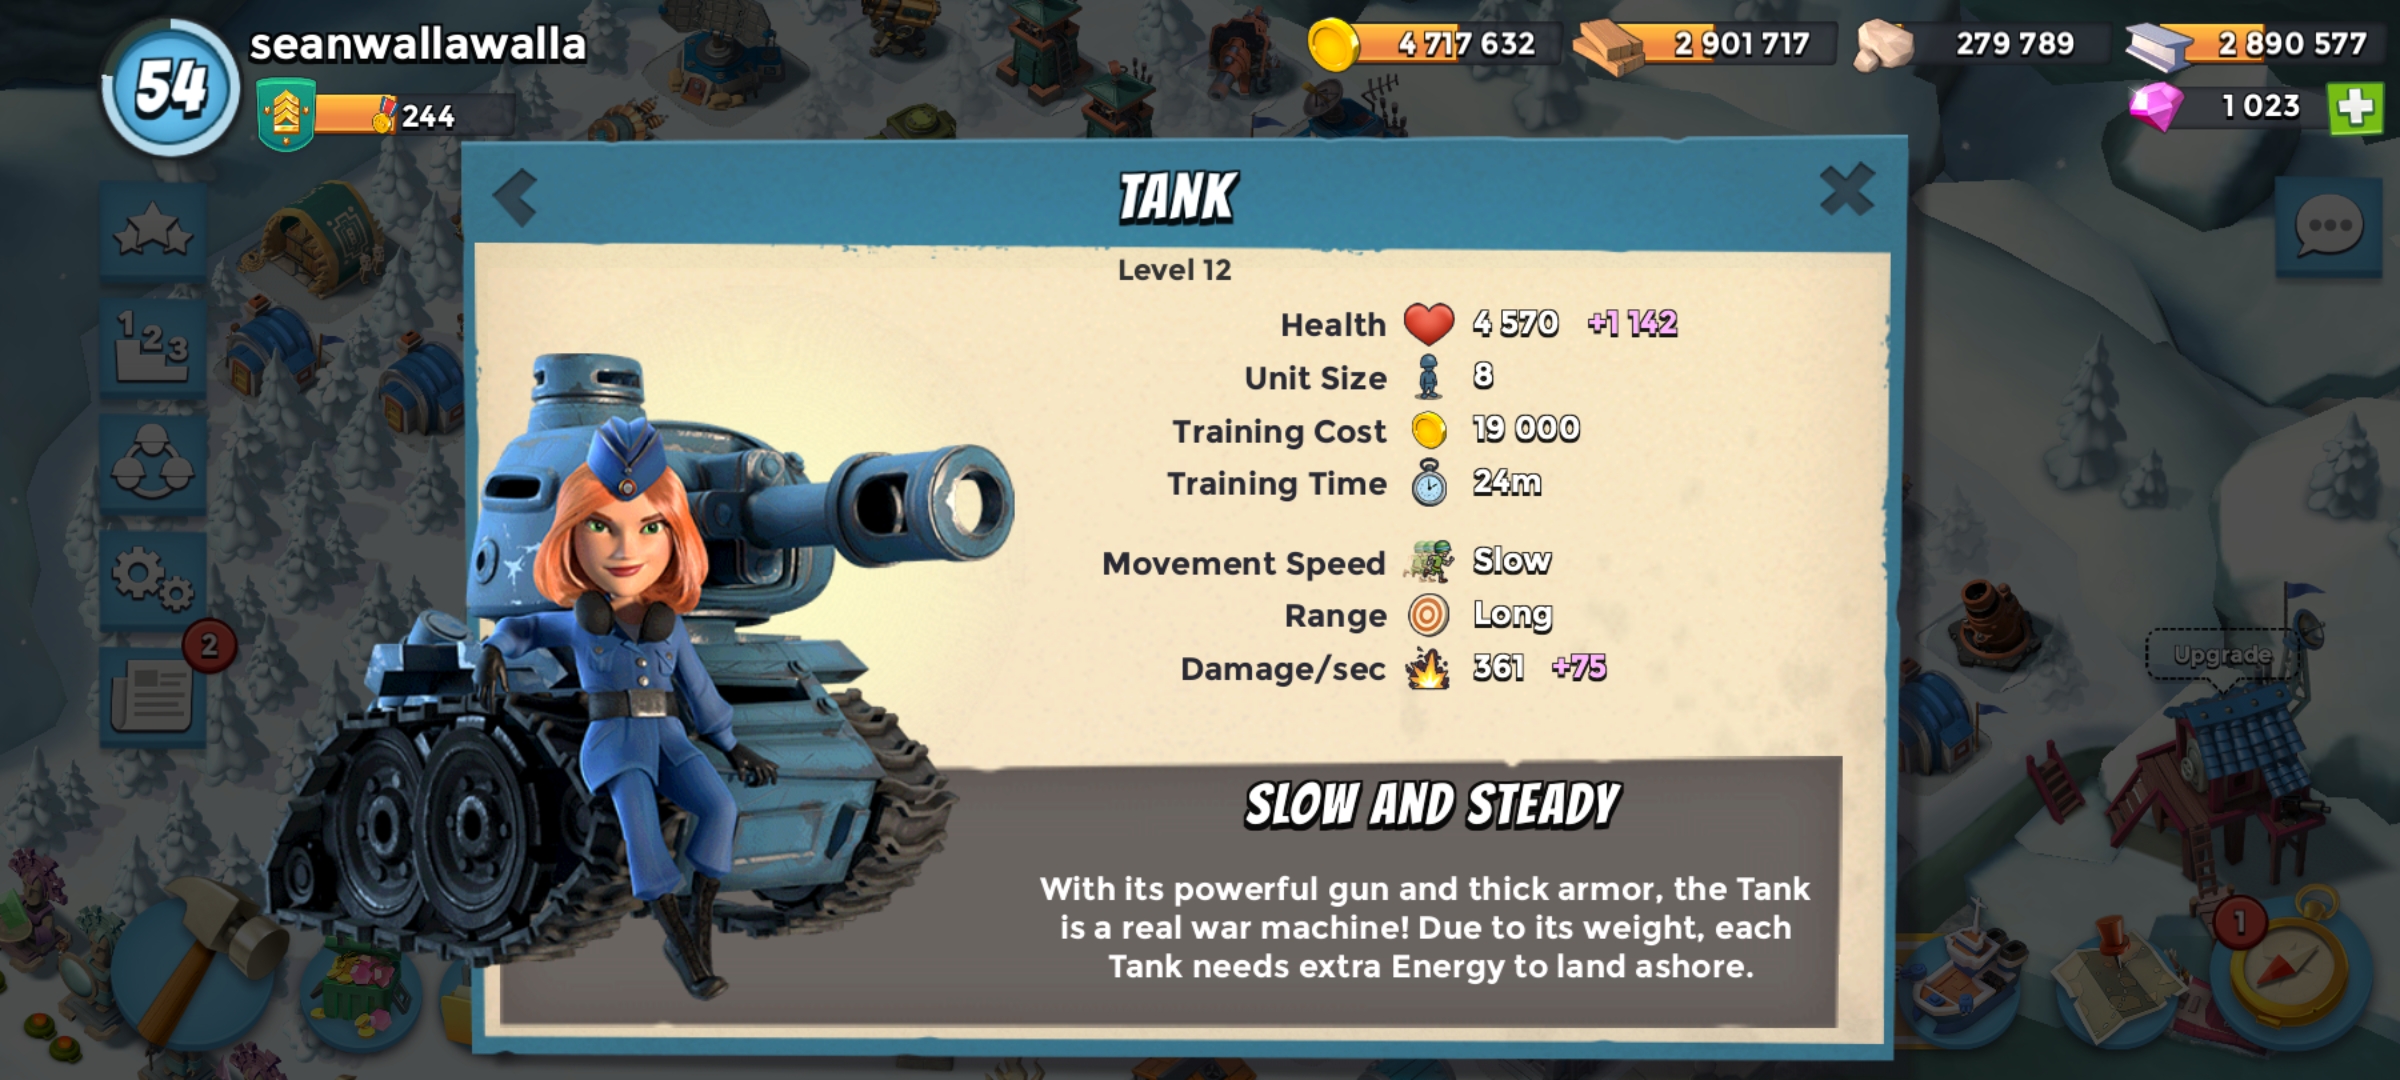 54
seanwallawalla
244
4 717 632
2 901 717
279 789
2 890 577
1 023
TANK
Level 12
Health 4 570 +1 142
Unit Size 8
Training Cost 19 000
Training Time 24m
Movement Speed Slow
Range Long
Damage/sec 361 +75
SLOW AND STEADY
With its powerful gun and thick armor, the Tank
is a real war machine! Due to its weight, each
Tank needs extra Energy to land ashore.
1 2 3
2
Upgrade
1